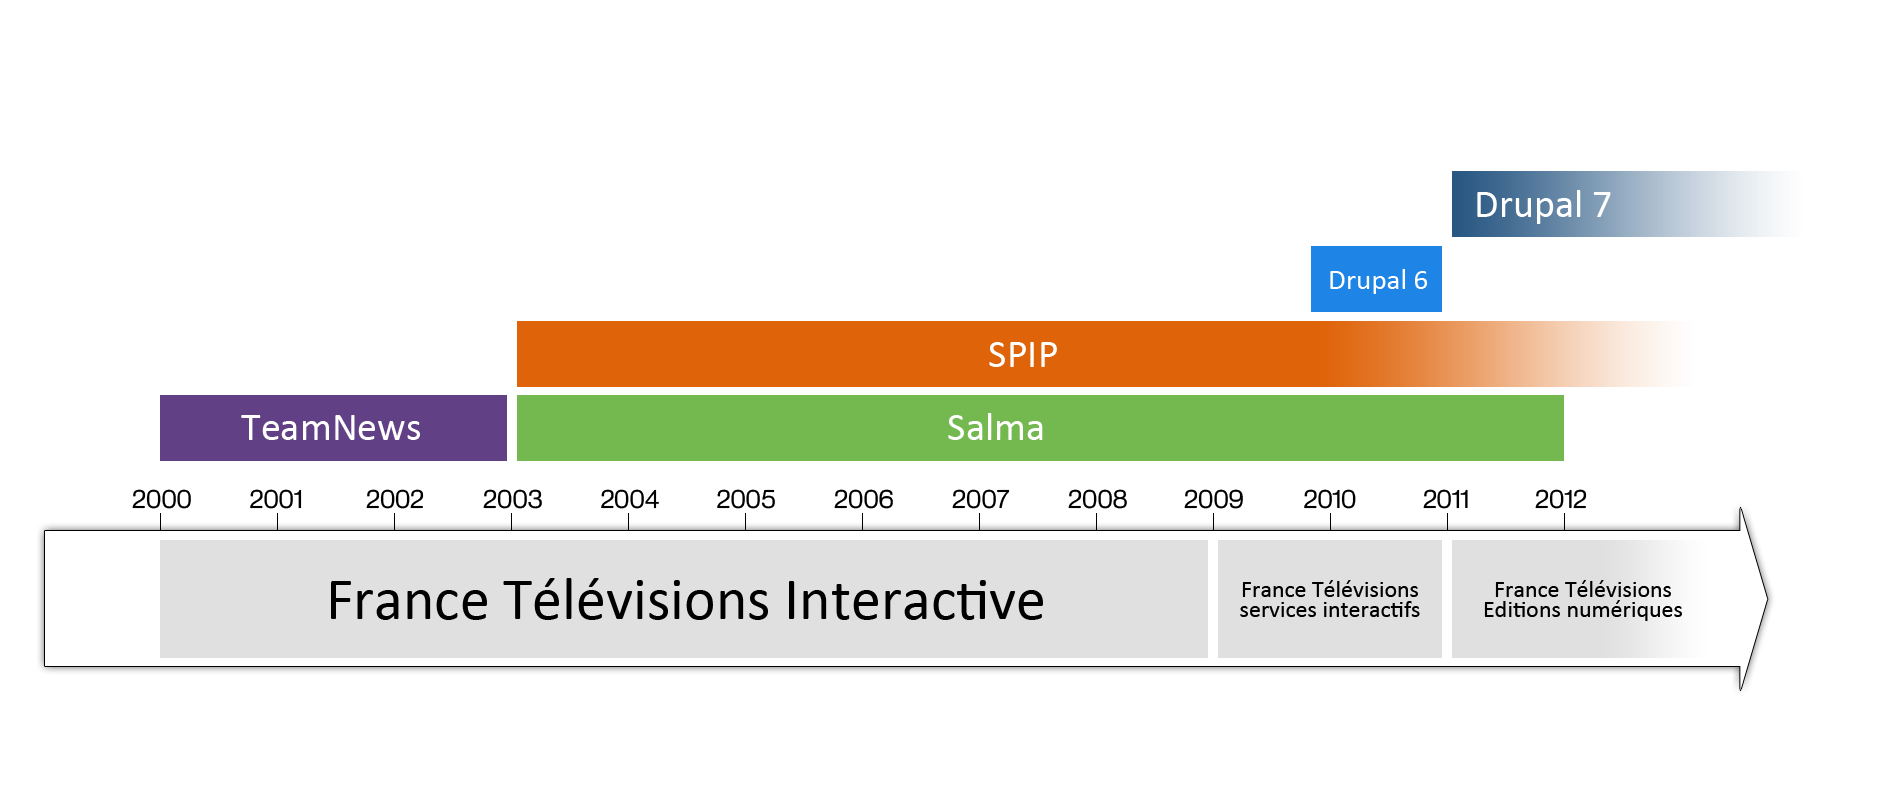 Drupal 7
Drupal 6
SPIP
TeamNews
Salma
2000 2001 2002 2003 2004 2005 2006 2007 2008 2009 2010 2011 2012
France Télévisions Interactive
France Télévisions
services interactifs
France Télévisions
Editions numériques